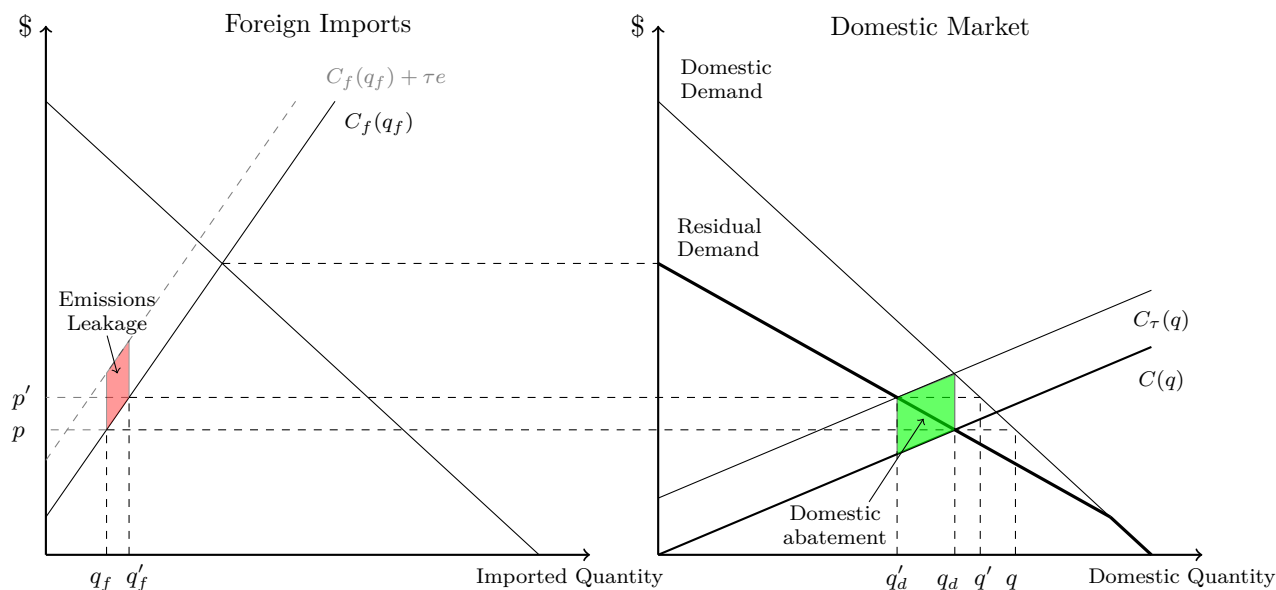 Foreign Imports
$
C_f(q_f) + τe
C_f(q_f)
Emissions
Leakage
p′
p
q_f
q′_f
Imported Quantity
Domestic Market
$
Domestic
Demand
Residual
Demand
C_τ(q)
C(q)
Domestic
abatement
q′_d
q_d
q′
q
Domestic Quantity